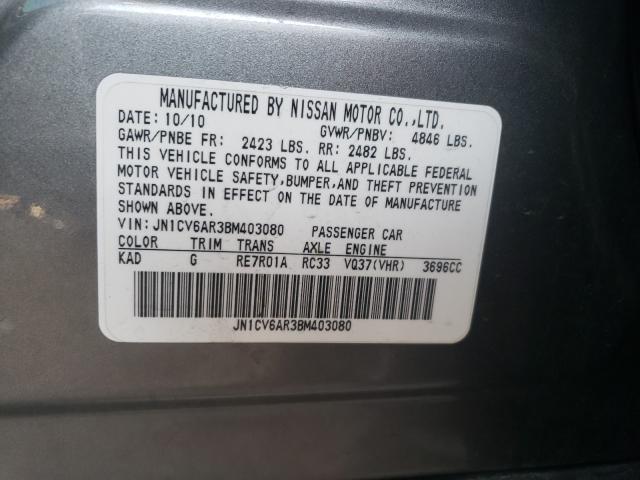 MANUFACTURED BY NISSAN MOTOR CO.,LTD.
DATE: 10/10 GVWR/PNBV: 4846 LBS.
GAWR/PNBE FR: 2423 LBS. RR: 2482 LBS.
THIS VEHICLE CONFORMS TO ALL APPLICABLE FEDERAL
MOTOR VEHICLE SAFETY,BUMPER,AND THEFT PREVENTION
STANDARDS IN EFFECT ON THE DATE OF MANUFACTURE
SHOWN ABOVE.
VIN:JN1CV6AR3BM403080 PASSENGER CAR
COLOR TRIM TRANS AXLE ENGINE
KAD G RE7R01A RC33 VQ37(VHR) 3696CC
JN1CV6AR3BM403080